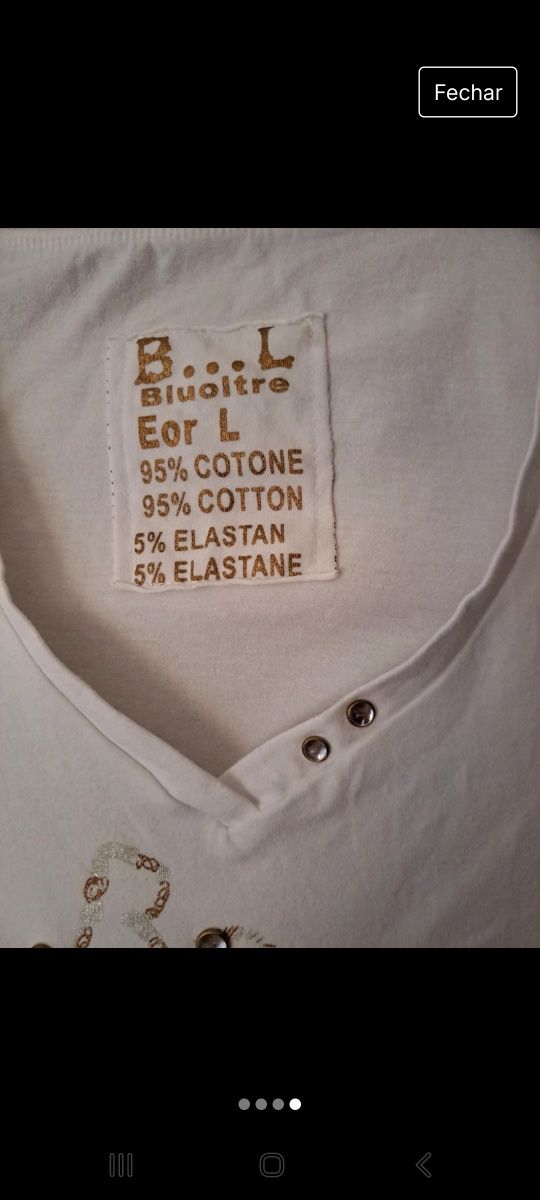 Fechar
B...L
Bluoltre
Eor L
95% COTONE
95% COTTON
5% ELASTAN
5% ELASTANE